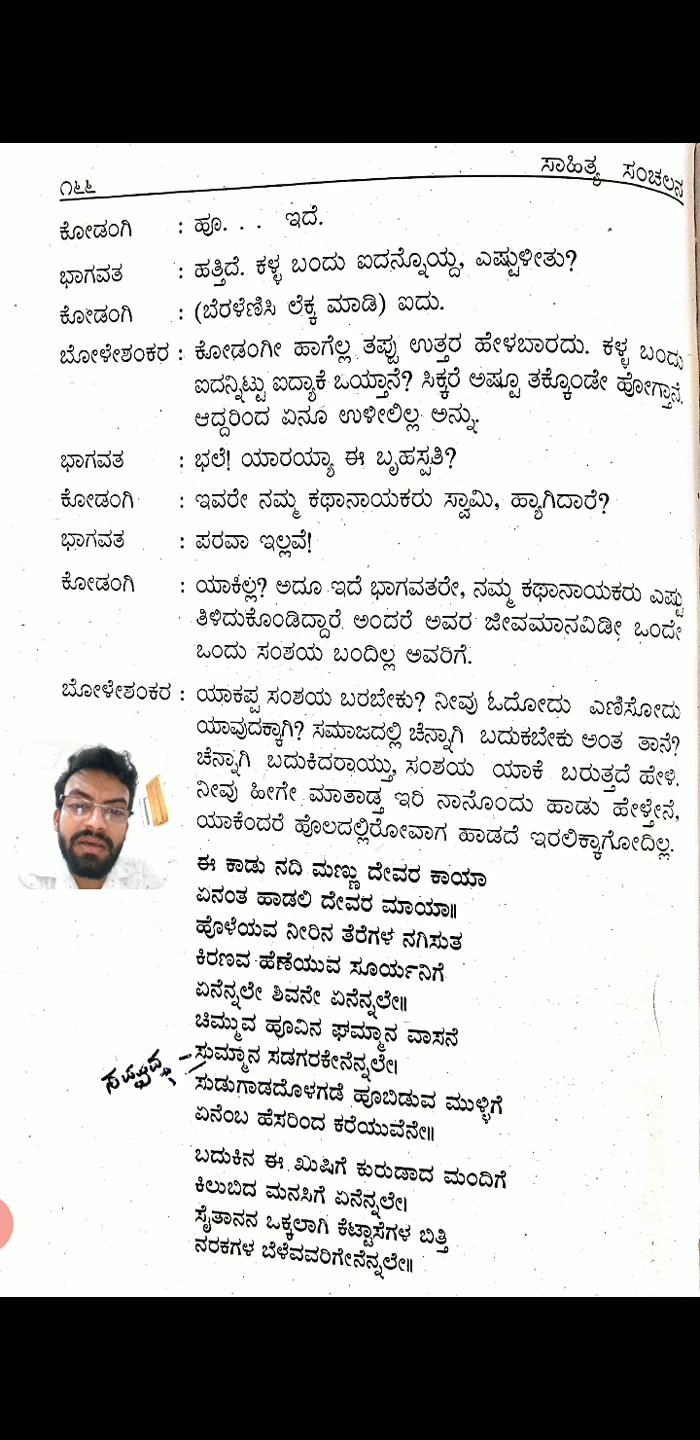 ೧೬೬ ಸಾಹಿತ್ಯ ಸಂಚಲನ
ಕೋಡಂಗಿ : ಹೂ. . . ಇದೆ.
ಭಾಗವತ : ಹತ್ತಿದೆ. ಕಳ್ಳ ಬಂದು ಐದನ್ನೊಯ್ದ, ಎಷ್ಟುಳೀತು?
ಕೋಡಂಗಿ : (ಬೆರಳೆಣಿಸಿ ಲೆಕ್ಕ ಮಾಡಿ) ಐದು.
ಬೋಳೇಶಂಕರ : ಕೋಡಂಗೀ ಹಾಗೆಲ್ಲ ತಪ್ಪು ಉತ್ತರ ಹೇಳಬಾರದು. ಕಳ್ಳ ಬಂದು
ಐದನ್ನಿಟ್ಟು ಐದ್ಯಾಕೆ ಒಯ್ತಾನೆ? ಸಿಕ್ಕರೆ ಅಷ್ಟೂ ತಕ್ಕೊಂಡೇ ಹೋಗ್ತಾನೆ.
ಆದ್ದರಿಂದ ಏನೂ ಉಳೀಲಿಲ್ಲ ಅನ್ನು.
ಭಾಗವತ : ಭಲೆ! ಯಾರಯ್ಯಾ ಈ ಬೃಹಸ್ಪತಿ?
ಕೋಡಂಗಿ : ಇವರೇ ನಮ್ಮ ಕಥಾನಾಯಕರು ಸ್ವಾಮಿ, ಹ್ಯಾಗಿದಾರೆ?
ಭಾಗವತ : ಪರವಾ ಇಲ್ಲವೆ!
ಕೋಡಂಗಿ : ಯಾಕಿಲ್ಲ? ಅದೂ ಇದೆ ಭಾಗವತರೇ, ನಮ್ಮ ಕಥಾನಾಯಕರು ಎಷ್ಟು
ತಿಳಿದುಕೊಂಡಿದ್ದಾರೆ ಅಂದರೆ ಅವರ ಜೀವಮಾನವಿಡೀ ಒಂದೇ
ಒಂದು ಸಂಶಯ ಬಂದಿಲ್ಲ ಅವರಿಗೆ.
ಬೋಳೇಶಂಕರ : ಯಾಕಪ್ಪ ಸಂಶಯ ಬರಬೇಕು? ನೀವು ಓದೋದು ಎಣಿಸೋದು
ಯಾವುದಕ್ಕಾಗಿ? ಸಮಾಜದಲ್ಲಿ ಚೆನ್ನಾಗಿ ಬದುಕಬೇಕು ಅಂತ ತಾನೆ?
ಚೆನ್ನಾಗಿ ಬದುಕಿದರಾಯ್ತು, ಸಂಶಯ ಯಾಕೆ ಬರುತ್ತದೆ ಹೇಳಿ.
ನೀವು ಹೀಗೇ ಮಾತಾಡ್ತ ಇರಿ ನಾನೊಂದು ಹಾಡು ಹೇಳ್ತೇನೆ,
ಯಾಕೆಂದರೆ ಹೊಲದಲ್ಲಿರೋವಾಗ ಹಾಡದೆ ಇರಲಿಕ್ಕಾಗೋದಿಲ್ಲ.
ಈ ಕಾಡು ನದಿ ಮಣ್ಣು ದೇವರ ಕಾಯಾ
ಏನಂತ ಹಾಡಲಿ ದೇವರ ಮಾಯಾ॥
ಹೊಳೆಯವ ನೀರಿನ ತೆರೆಗಳ ನಗಿಸುತ
ಕಿರಣವ ಹೆಣೆಯುವ ಸೂರ್ಯನಿಗೆ
ಏನೆನ್ನಲೇ ಶಿವನೇ ಏನೆನ್ನಲೇ॥
ಚಿಮ್ಮುವ ಹೂವಿನ ಘಮ್ಮಾನ ವಾಸನೆ
ಸುಮ್ಮಾನ ಸಡಗರಕೇನೆನ್ನಲೇ।
ಸುಡುಗಾಡದೊಳಗಡೆ ಹೂಬಿಡುವ ಮುಳ್ಳಿಗೆ
ಏನೆಂಬ ಹೆಸರಿಂದ ಕರೆಯುವೆನೇ॥
ಬದುಕಿನ ಈ ಖುಷಿಗೆ ಕುರುಡಾದ ಮಂದಿಗೆ
ಕಿಲುಬಿದ ಮನಸಿಗೆ ಏನೆನ್ನಲೇ।
ಸೈತಾನನ ಒಕ್ಕಲಾಗಿ ಕೆಟ್ಟಾಸೆಗಳ ಬಿತ್ತಿ
ನರಕಗಳ ಬೆಳೆವವರಿಗೇನೆನ್ನಲೇ॥